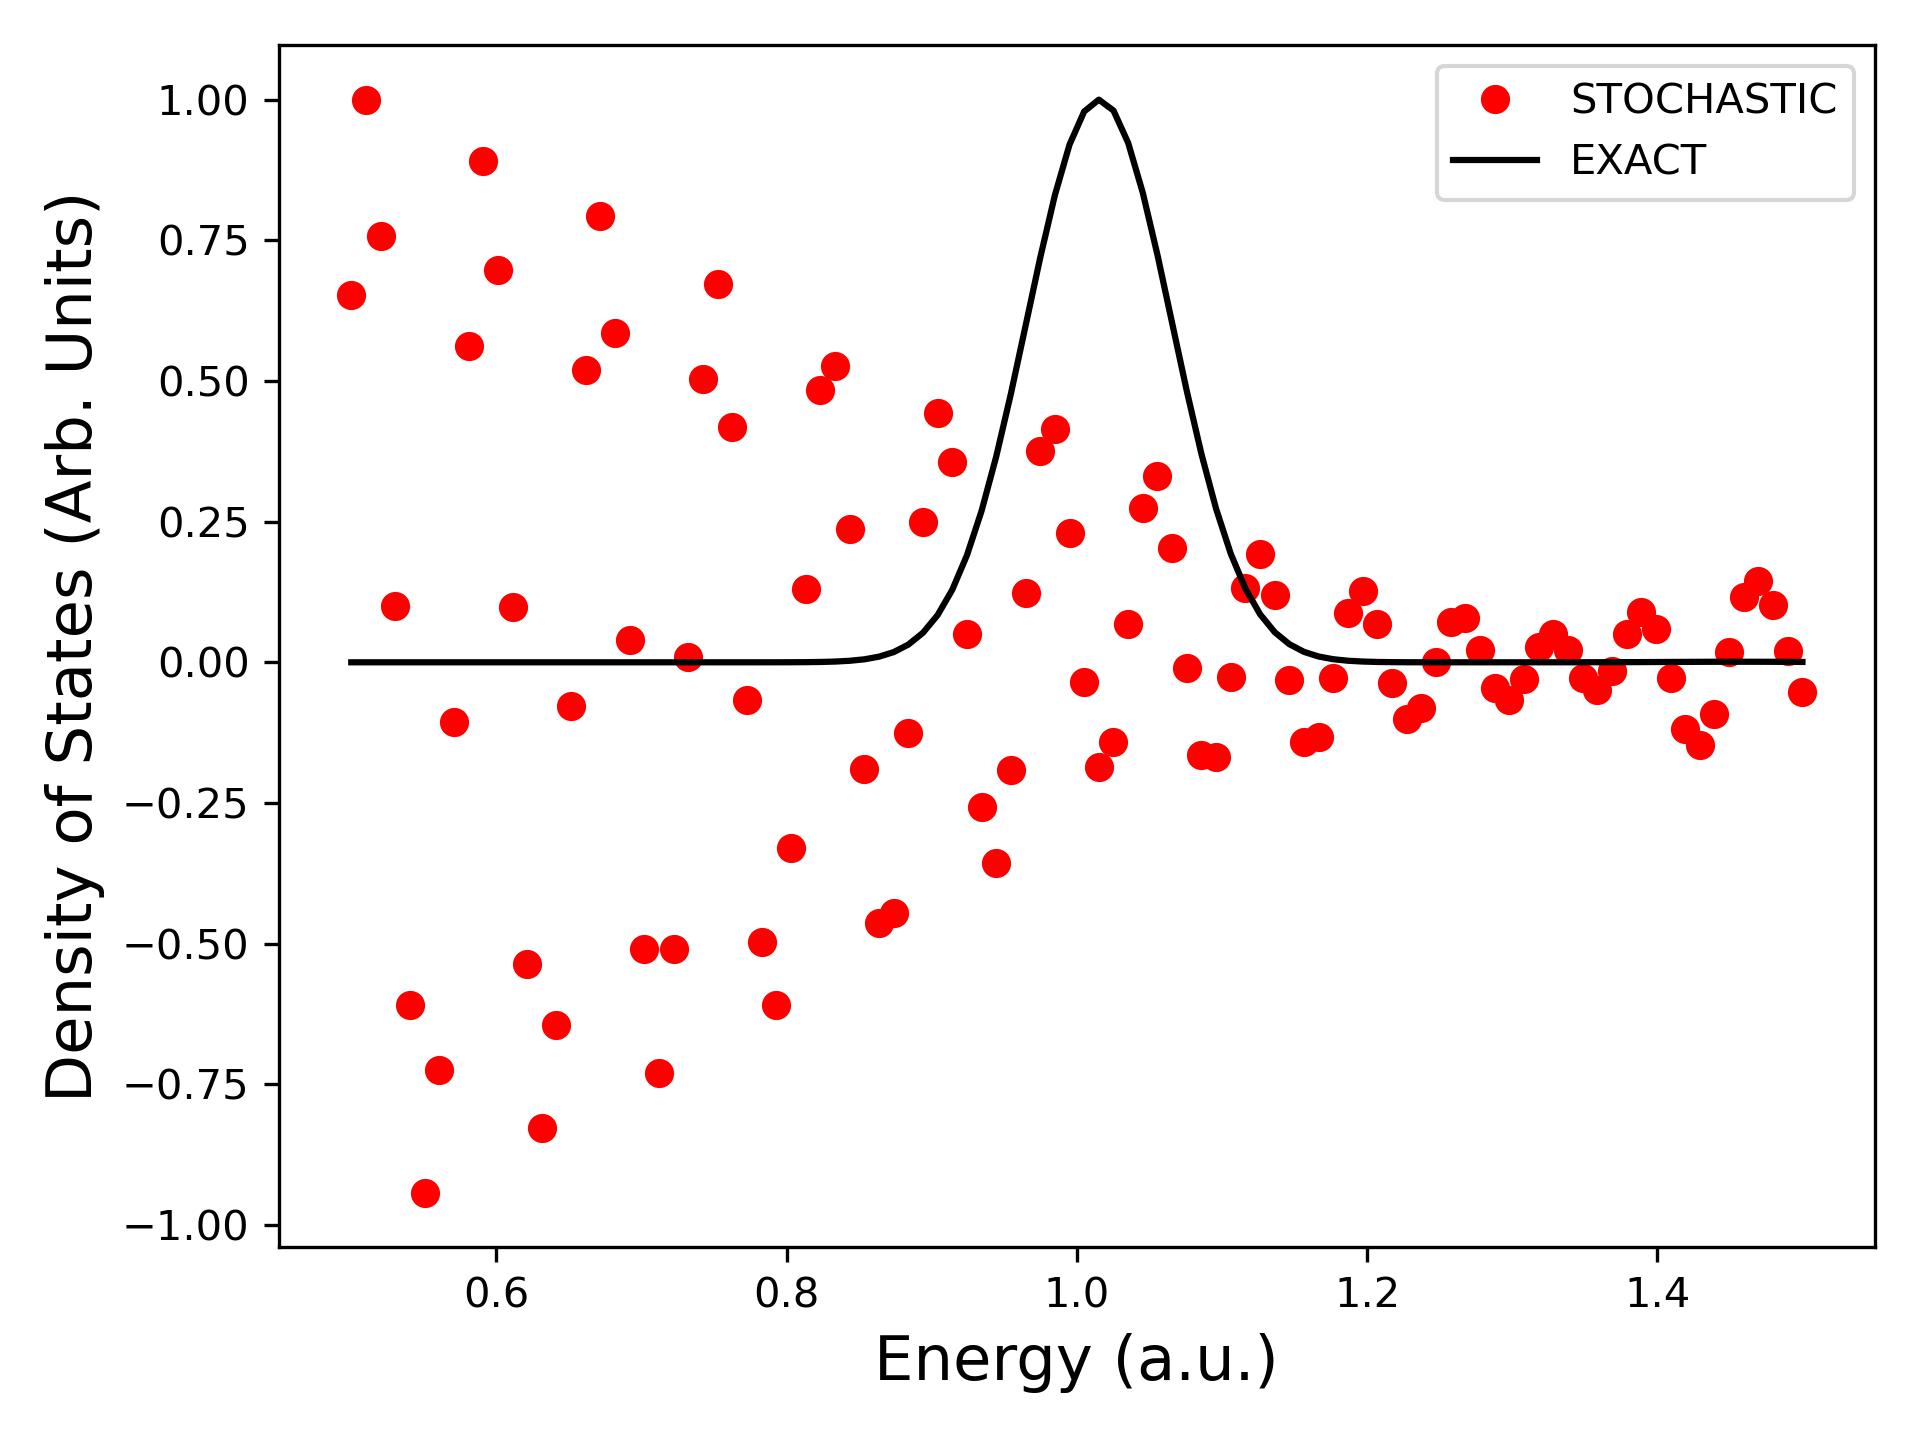 STOCHASTIC
EXACT
Density of States (Arb. Units)
1.00
0.75
0.50
0.25
0.00
−0.25
−0.50
−0.75
−1.00
0.6 0.8 1.0 1.2 1.4
Energy (a.u.)